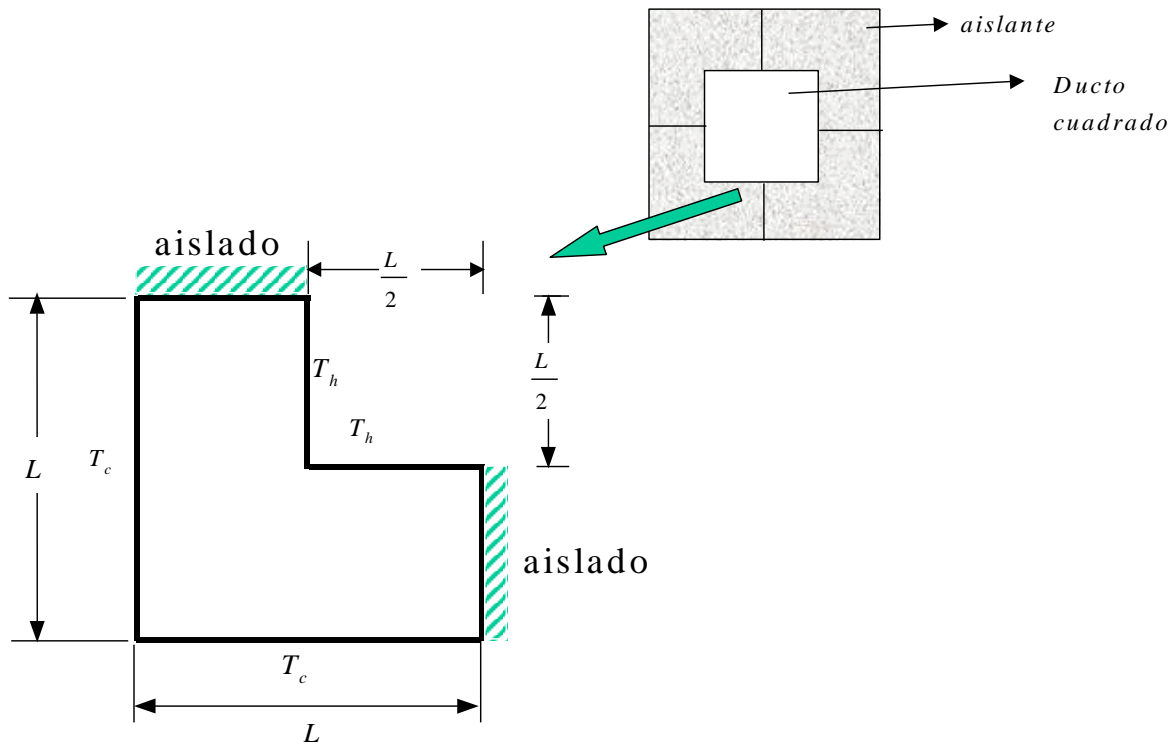 aislante
Ducto
cuadrado
aislado
L
2
T_h
L
2
T_h
L
T_c
aislado
T_c
L